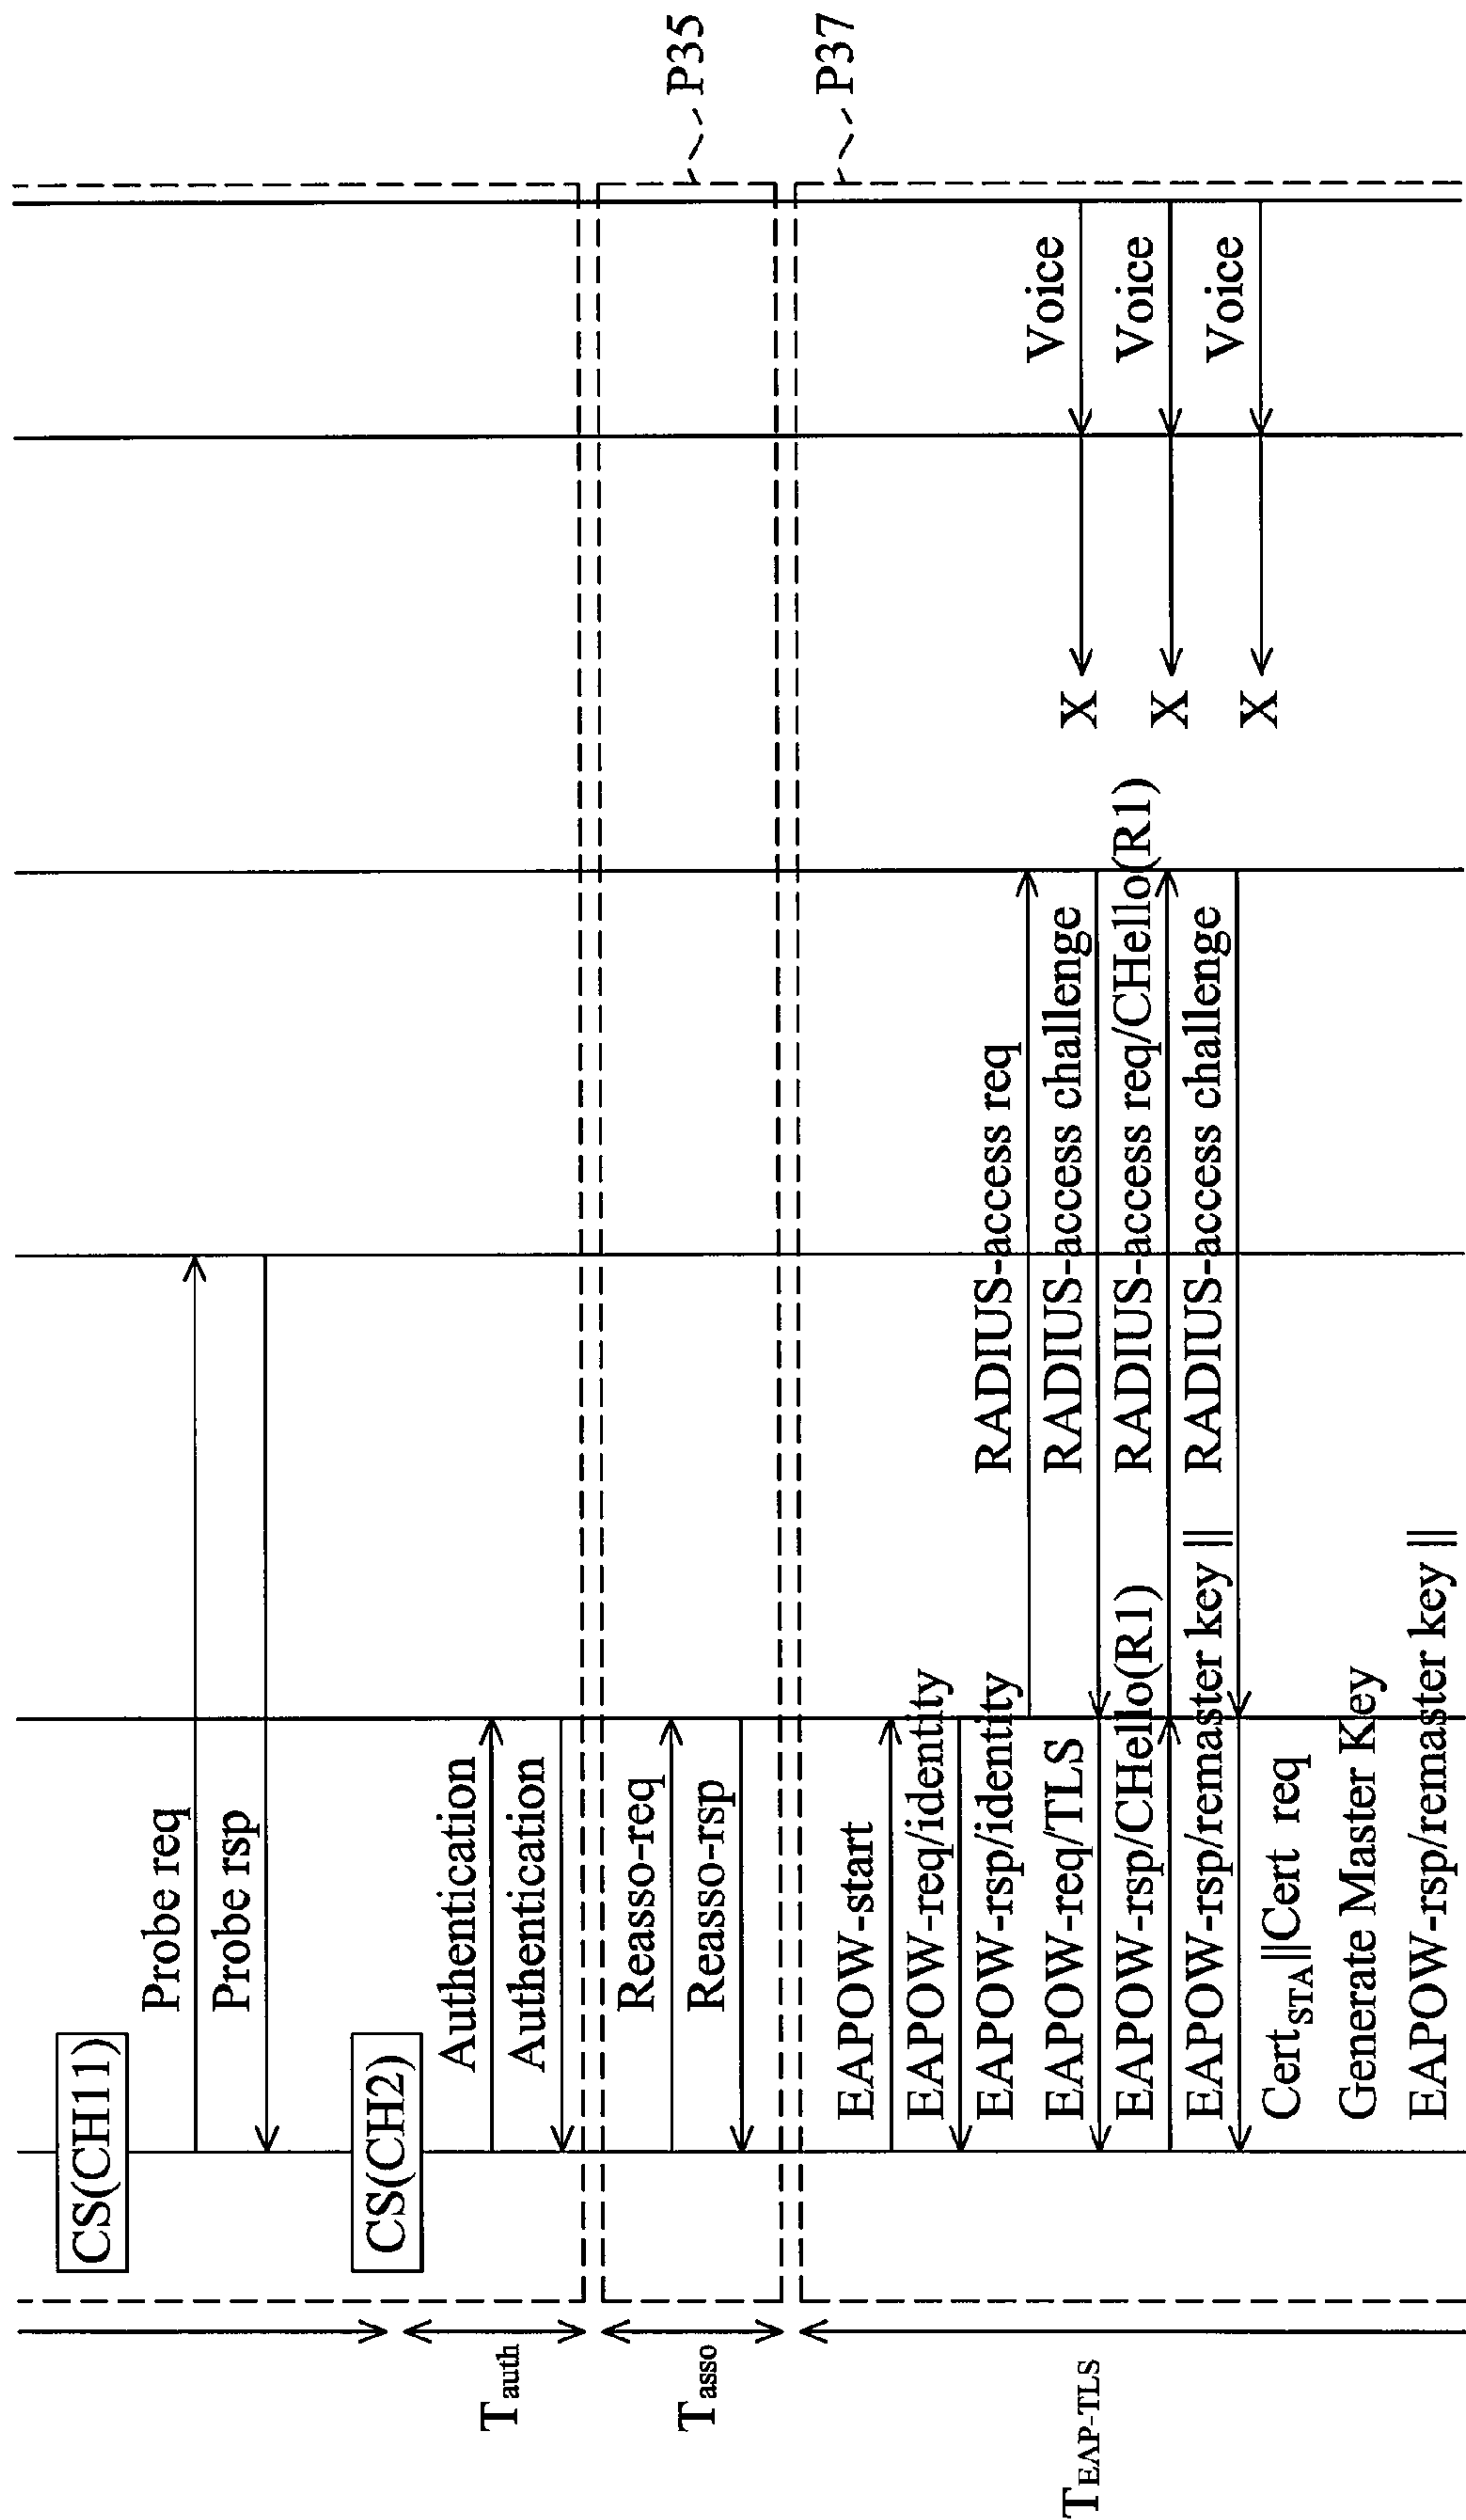 CS(CH11)
Probe req
Probe rsp
CS(CH2)
Tauth
Authentication
Authentication
Tasso
Reasso-req
Reasso-rsp
P35
TEAP-TLS
P37
EAPOW-start
EAPOW-req/identity
EAPOW-rsp/identity
RADIUS-access req
EAPOW-req/TLS
RADIUS-access challenge
Voice
X
EAPOW-rsp/CHello(R1)
RADIUS-access req/CHello(R1)
Voice
X
EAPOW-rsp/remaster key ||
RADIUS-access challenge
Voice
X
CertSTA||Cert req
Generate Master Key
EAPOW-rsp/remaster key ||